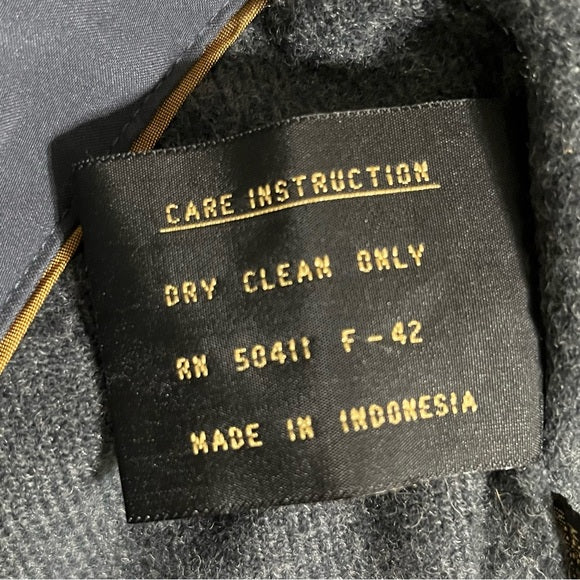 CARE INSTRUCTION
DRY CLEAN ONLY
RN 50411 F-42
MADE IN INDONESIA